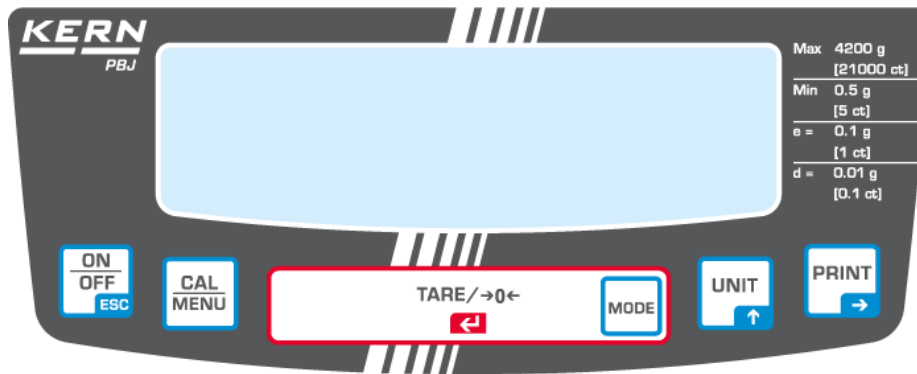 KERN
PBJ
Max 4200 g
[21000 ct]
Min 0.5 g
[5 ct]
e = 0.1 g
[1 ct]
d = 0.01 g
[0.1 ct]
ON
OFF
ESC
CAL
MENU
TARE/→0←
MODE
UNIT
PRINT